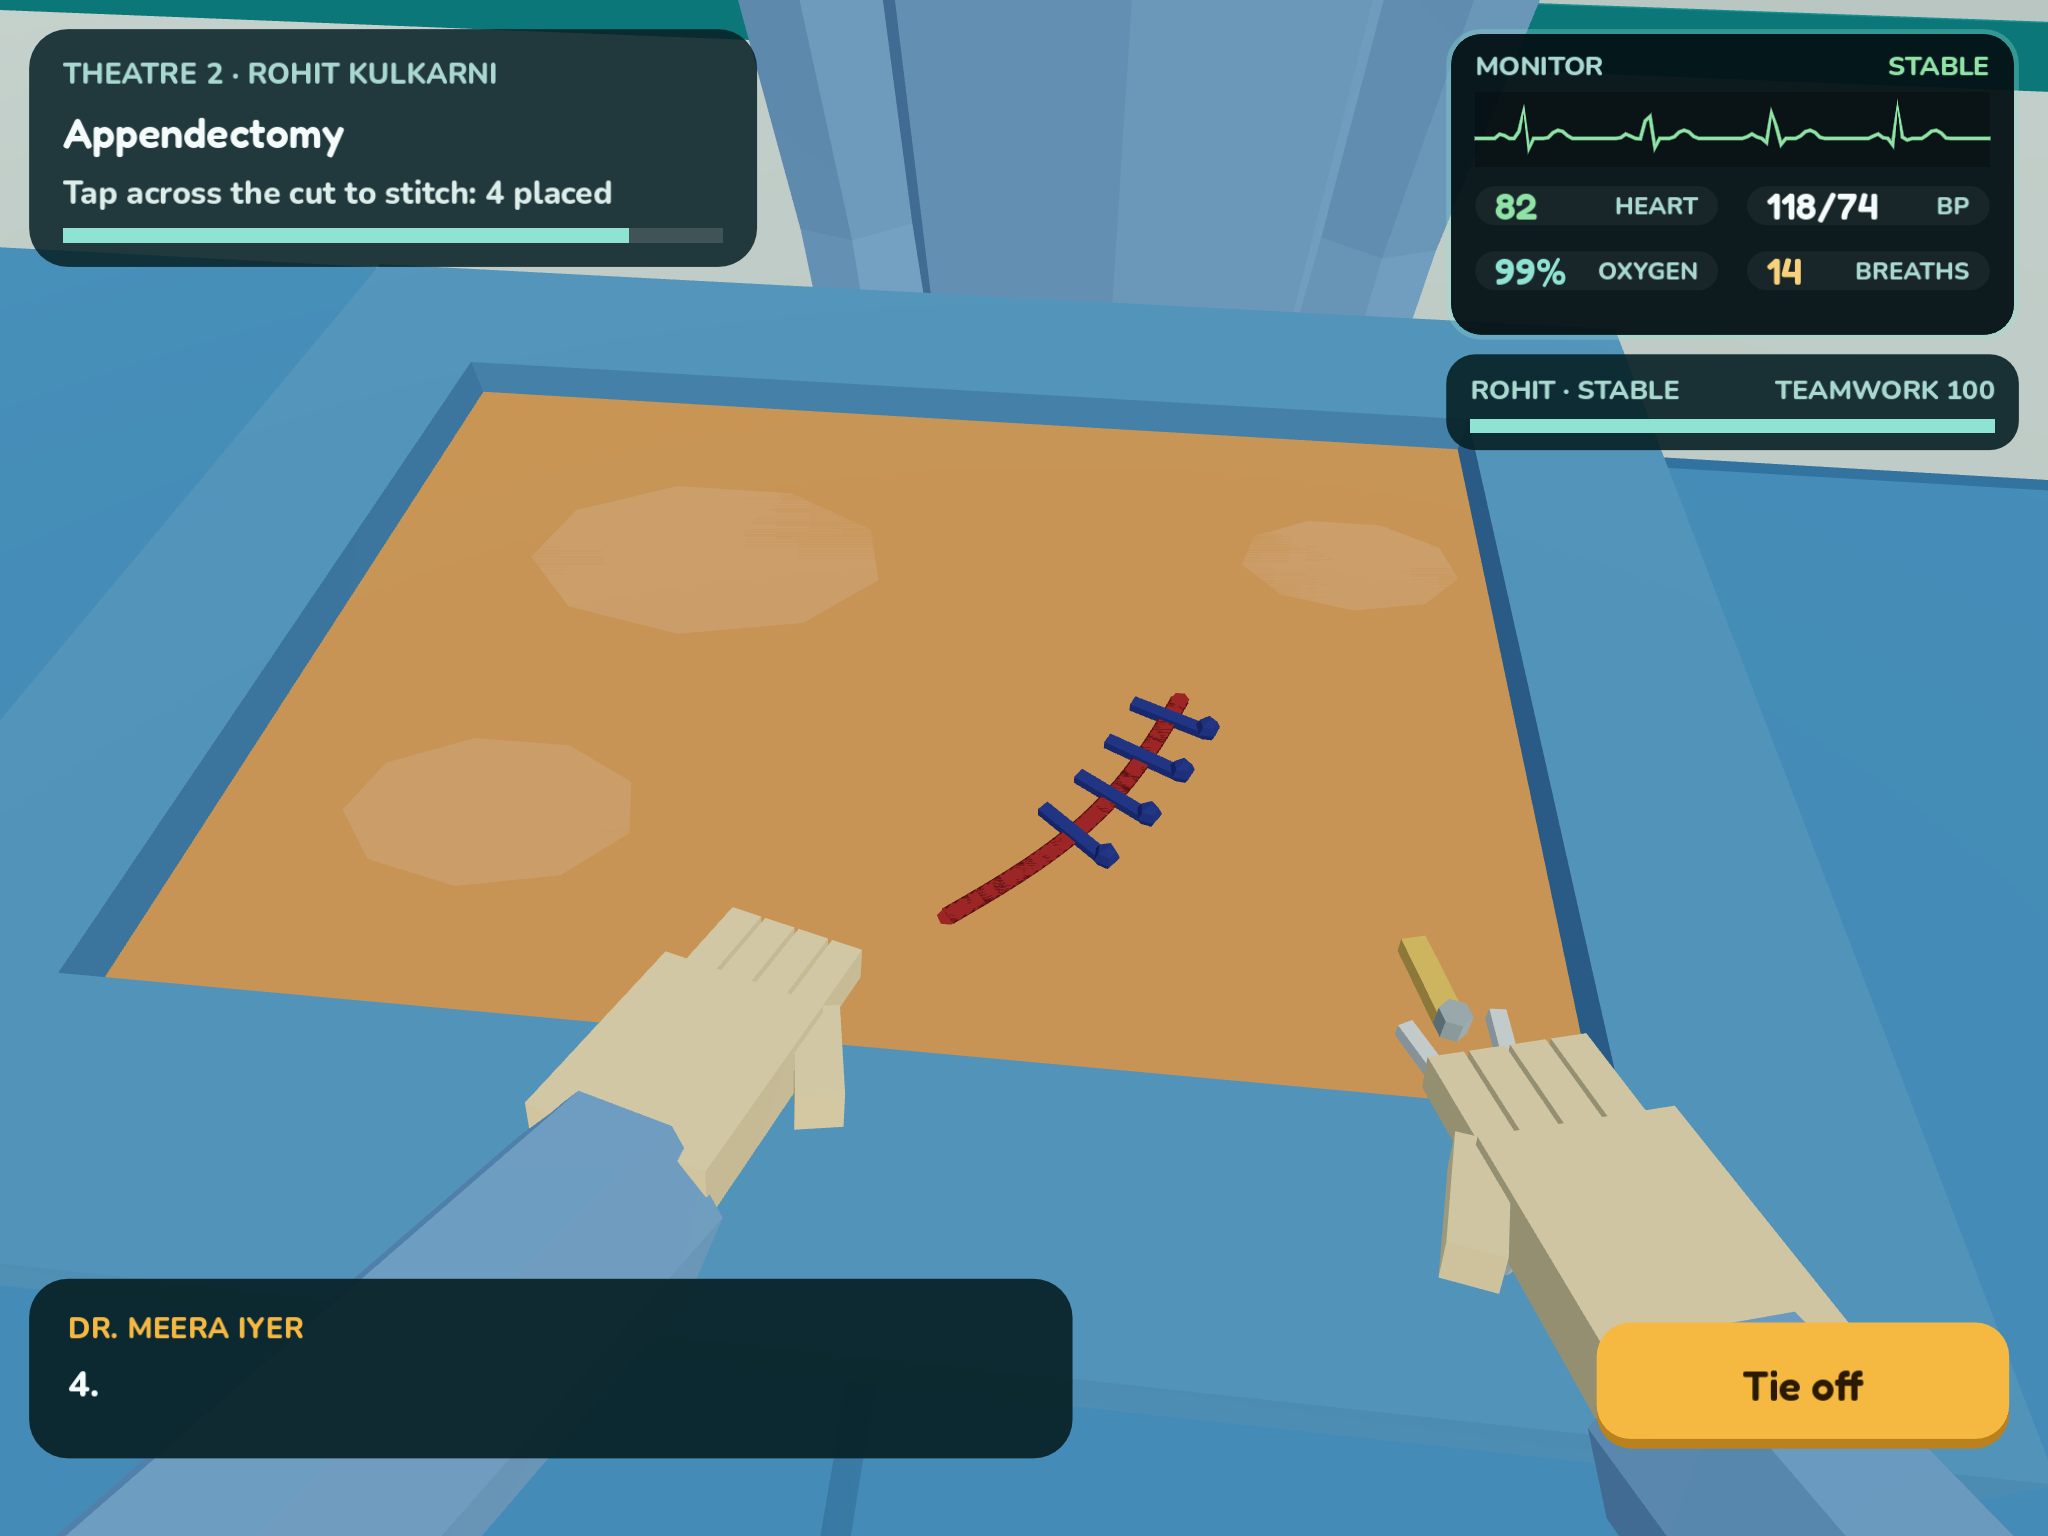 THEATRE 2 · ROHIT KULKARNI
Appendectomy
Tap across the cut to stitch: 4 placed
MONITOR STABLE
82 HEART 118/74 BP
99% OXYGEN 14 BREATHS
ROHIT · STABLE TEAMWORK 100
DR. MEERA IYER
4.
Tie off